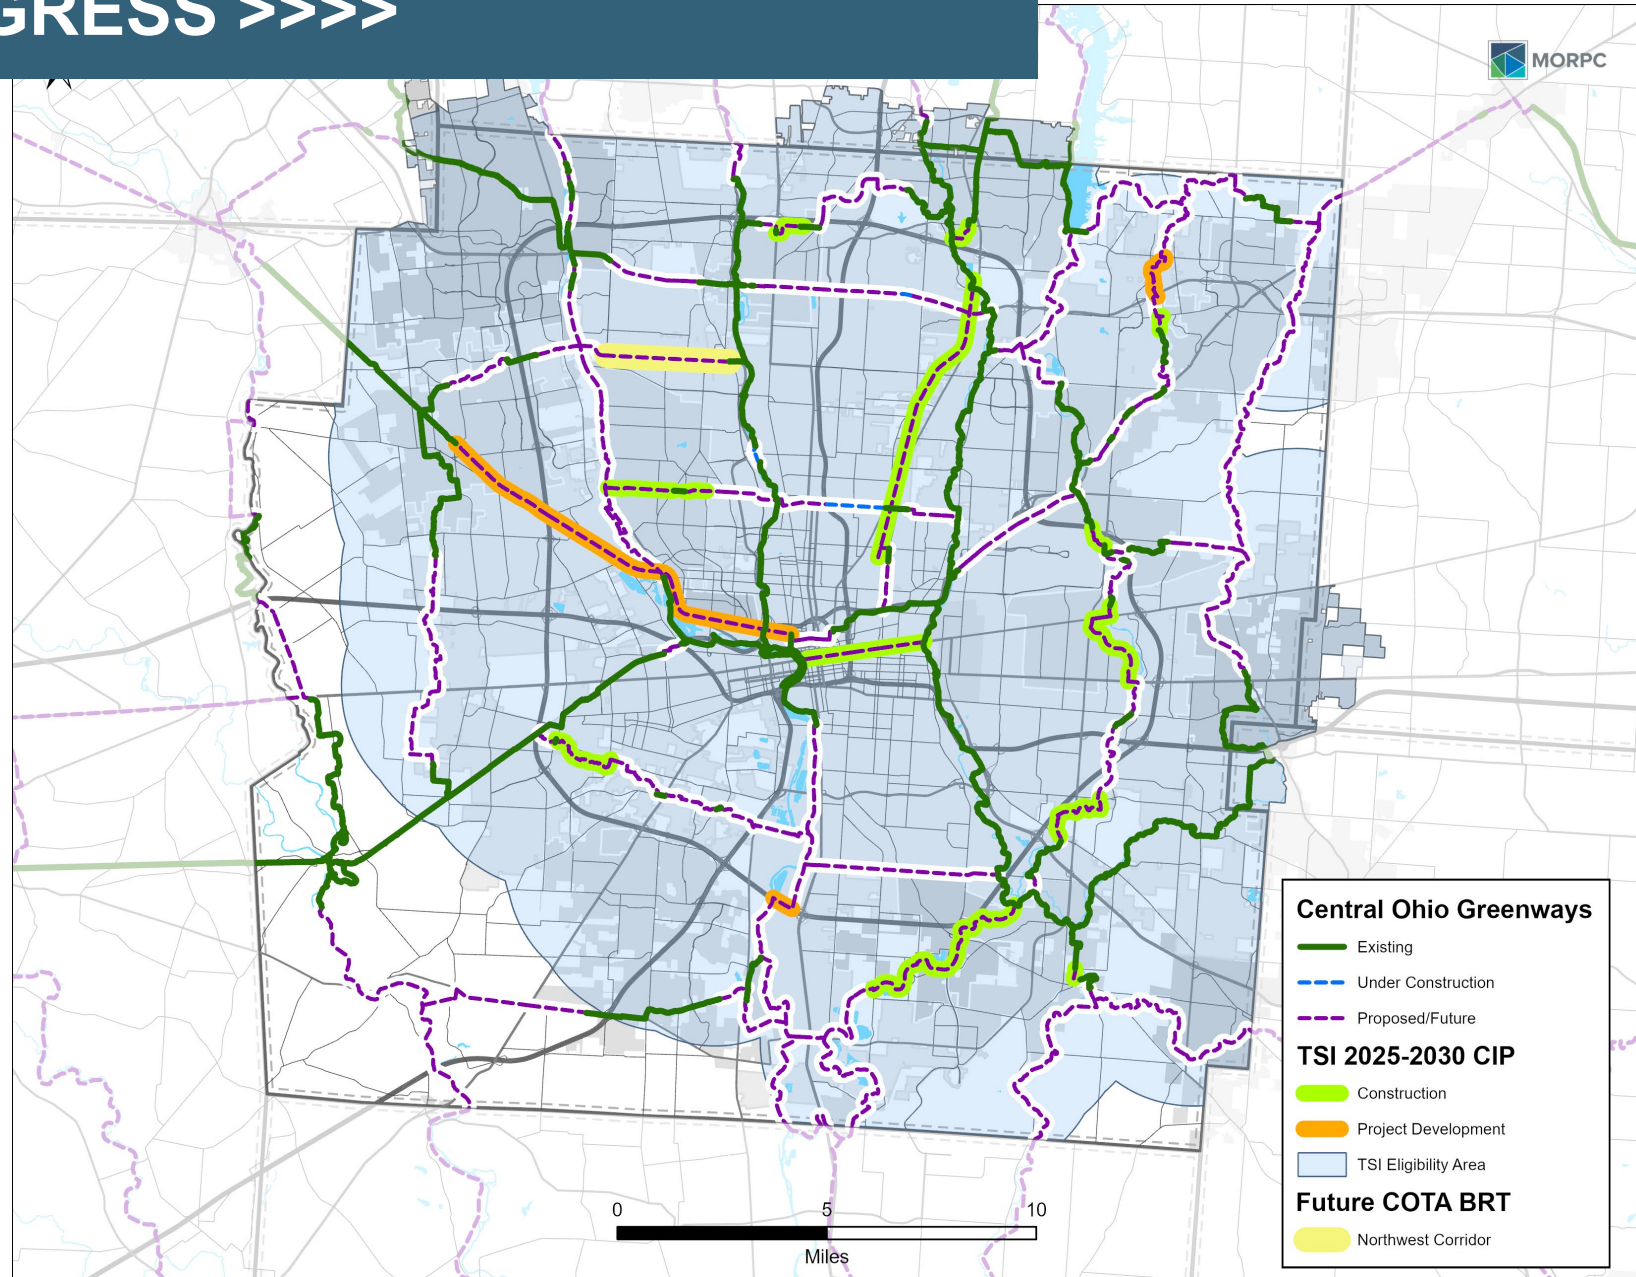 GRESS >>>>
MORPC
Central Ohio Greenways
Existing
Under Construction
Proposed/Future
TSI 2025-2030 CIP
Construction
Project Development
TSI Eligibility Area
Future COTA BRT
Northwest Corridor
0 5 10
Miles